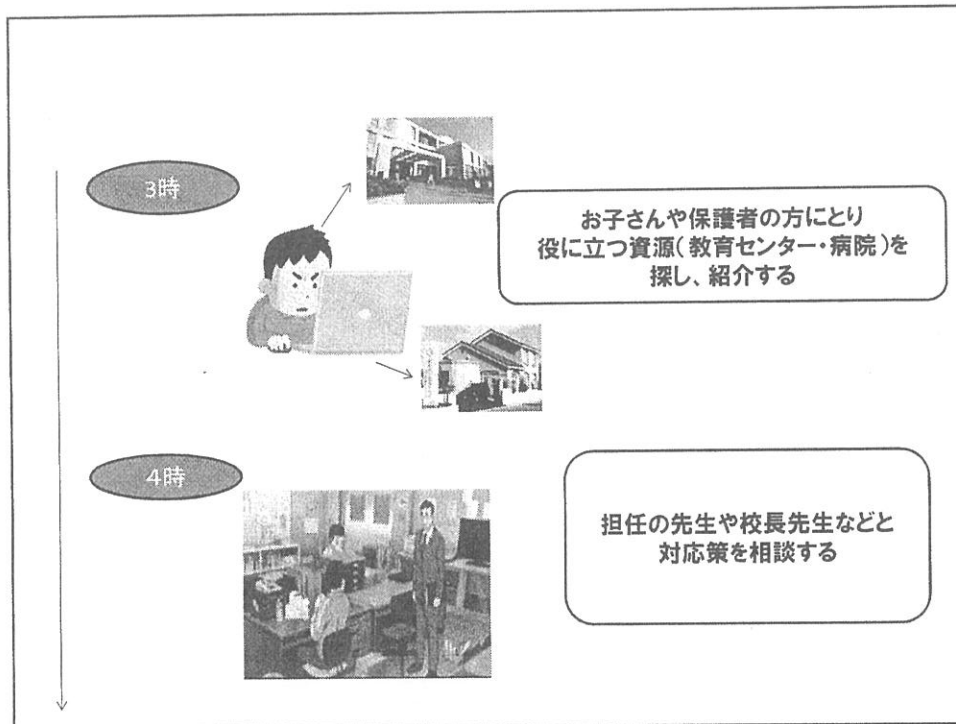 3時
お子さんや保護者の方にとり
役に立つ資源(教育センター・病院)を
探し、紹介する
4時
担任の先生や校長先生などと
対応策を相談する